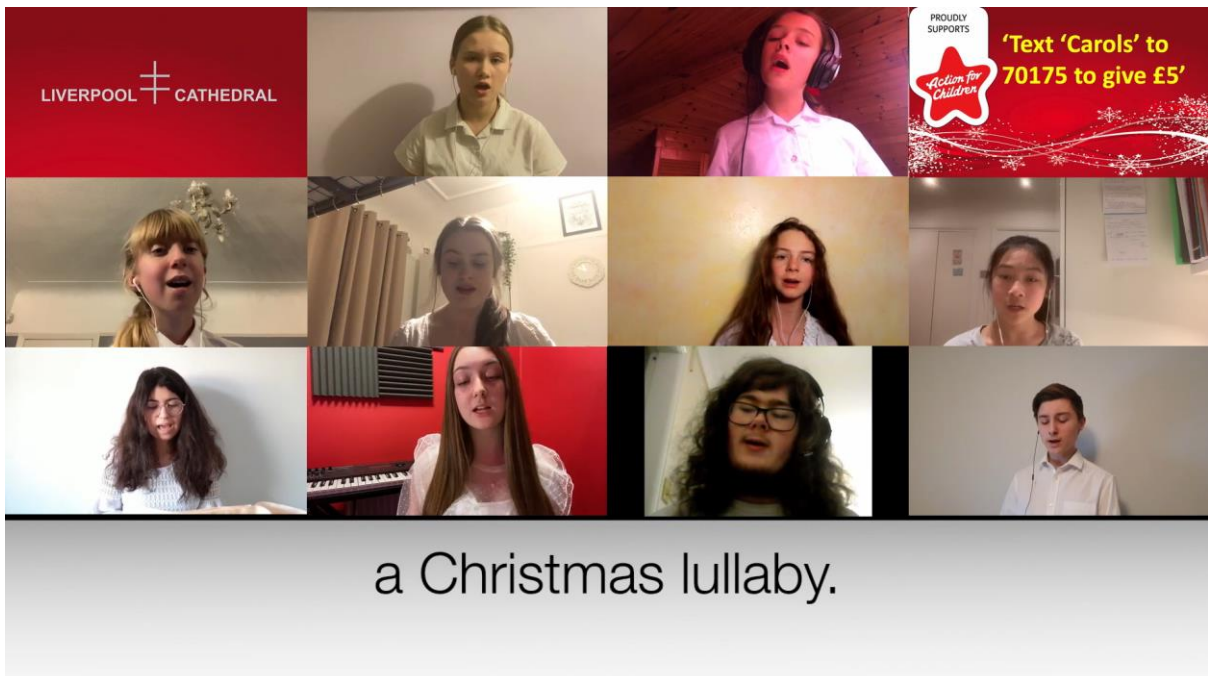 LIVERPOOL CATHEDRAL
PROUDLY
SUPPORTS
Action for
Children
'Text 'Carols' to
70175 to give £5'
a Christmas lullaby.